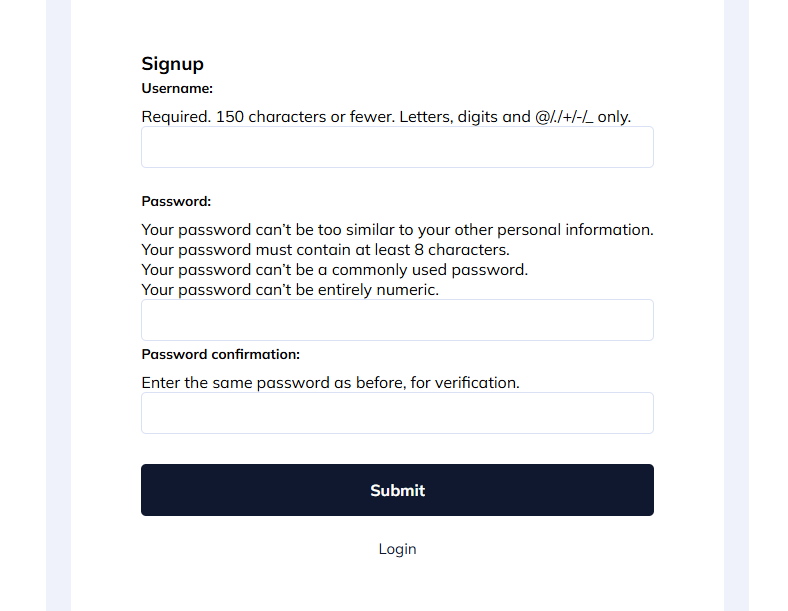 Signup
Username:
Required. 150 characters or fewer. Letters, digits and @/./+/-/_ only.
Password:
Your password can’t be too similar to your other personal information.
Your password must contain at least 8 characters.
Your password can’t be a commonly used password.
Your password can’t be entirely numeric.
Password confirmation:
Enter the same password as before, for verification.
Submit
Login